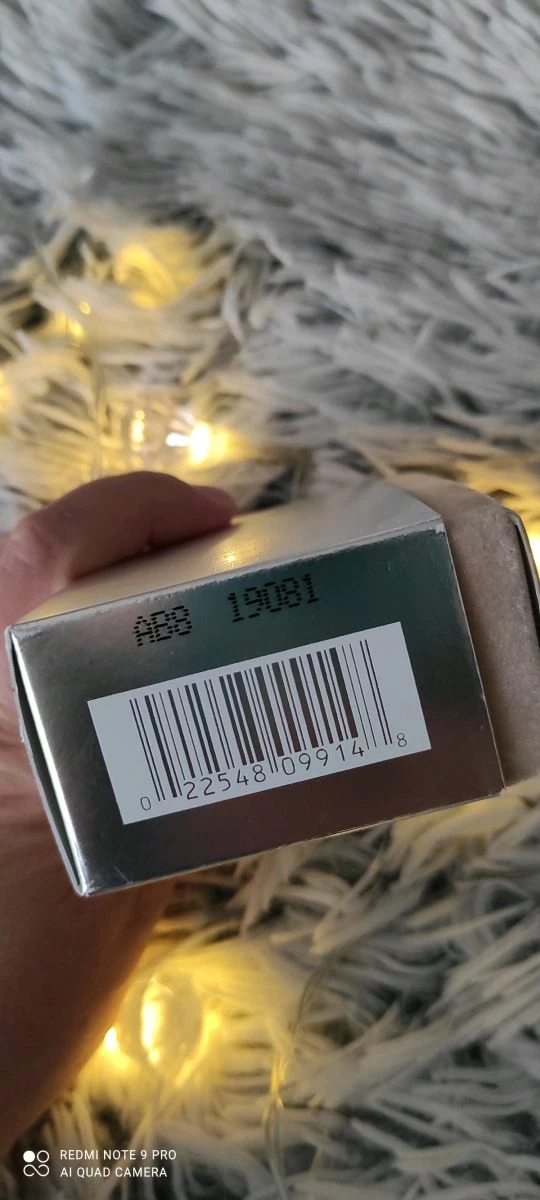 AB8 19081
0 22548 09914 8
REDMI NOTE 9 PRO
AI QUAD CAMERA